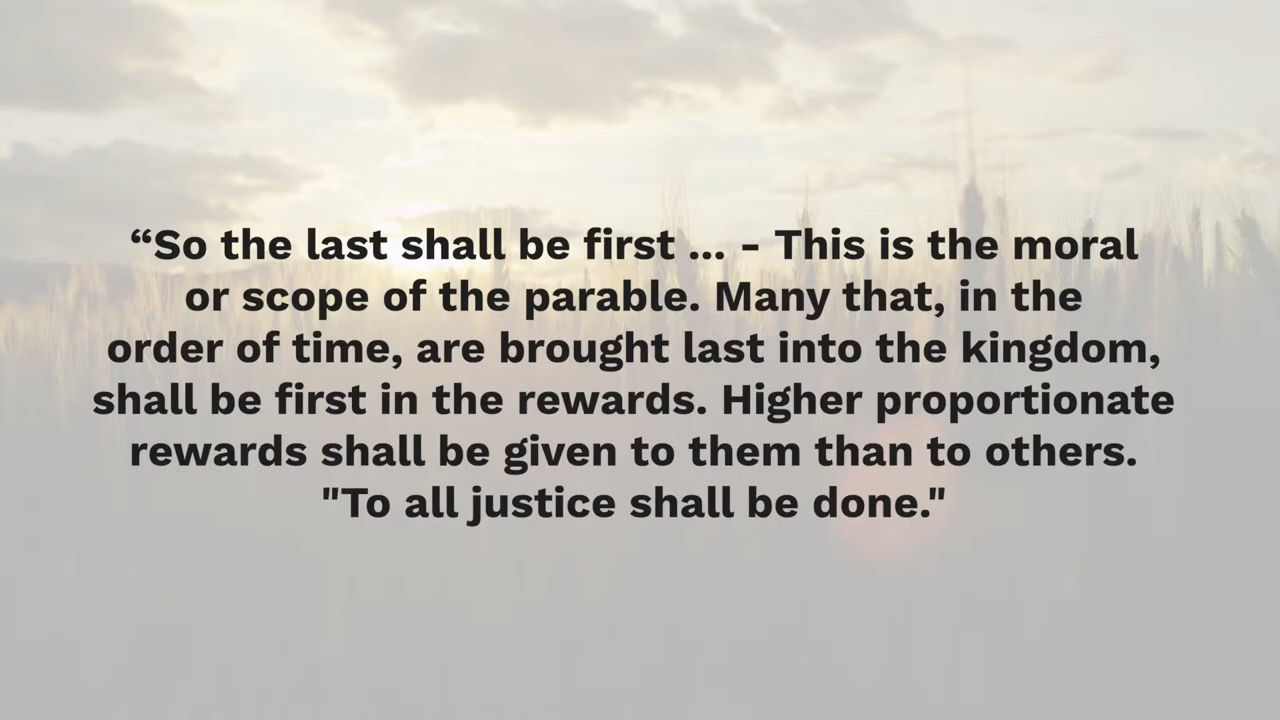 “So the last shall be first ... - This is the moral
or scope of the parable. Many that, in the
order of time, are brought last into the kingdom,
shall be first in the rewards. Higher proportionate
rewards shall be given to them than to others.
"To all justice shall be done."